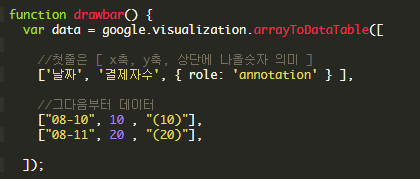 function drawbar() {
var data = google.visualization.arrayToDataTable([
//첫줄은 [ x축, y축, 상단에 나올숫자 의미 ]
['날짜', '결제자수', { role: 'annotation' } ],
//그다음부터 데이터
["08-10", 10 , "(10)"],
["08-11", 20 , "(20)"],
]);